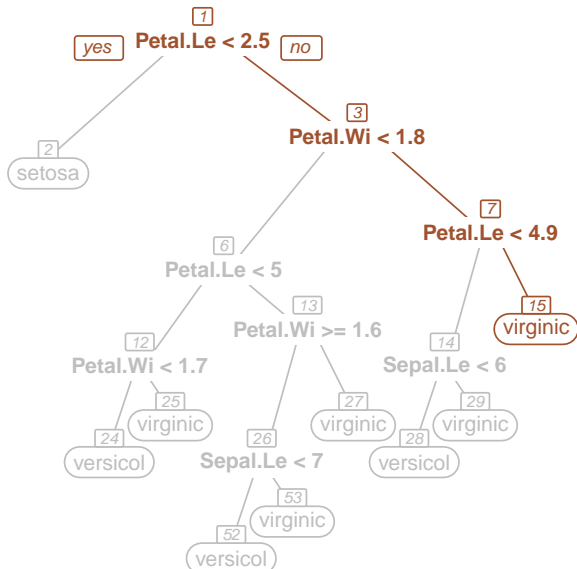 1
yes Petal.Le < 2.5 no
3
Petal.Wi < 1.8
2
setosa
7
Petal.Le < 4.9
6
Petal.Le < 5
13
Petal.Wi >= 1.6
15
virginic
12
Petal.Wi < 1.7
14
Sepal.Le < 6
25
virginic
27
virginic
29
virginic
24
versicol
26
Sepal.Le < 7
28
versicol
53
virginic
52
versicol